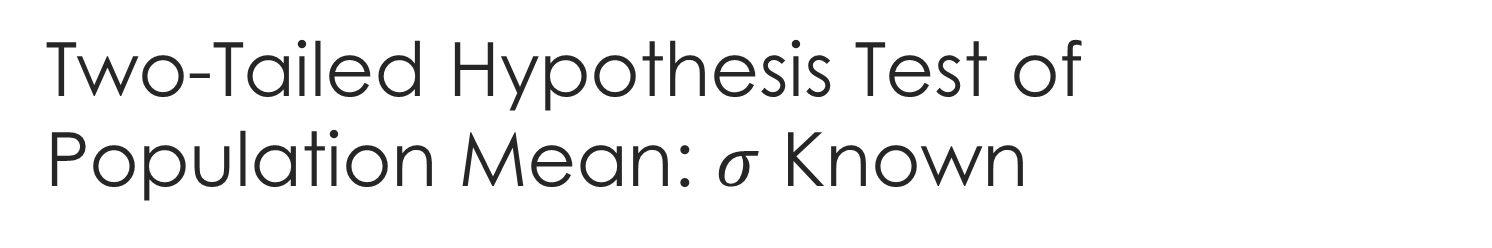 Two-Tailed Hypothesis Test of
Population Mean: σ Known